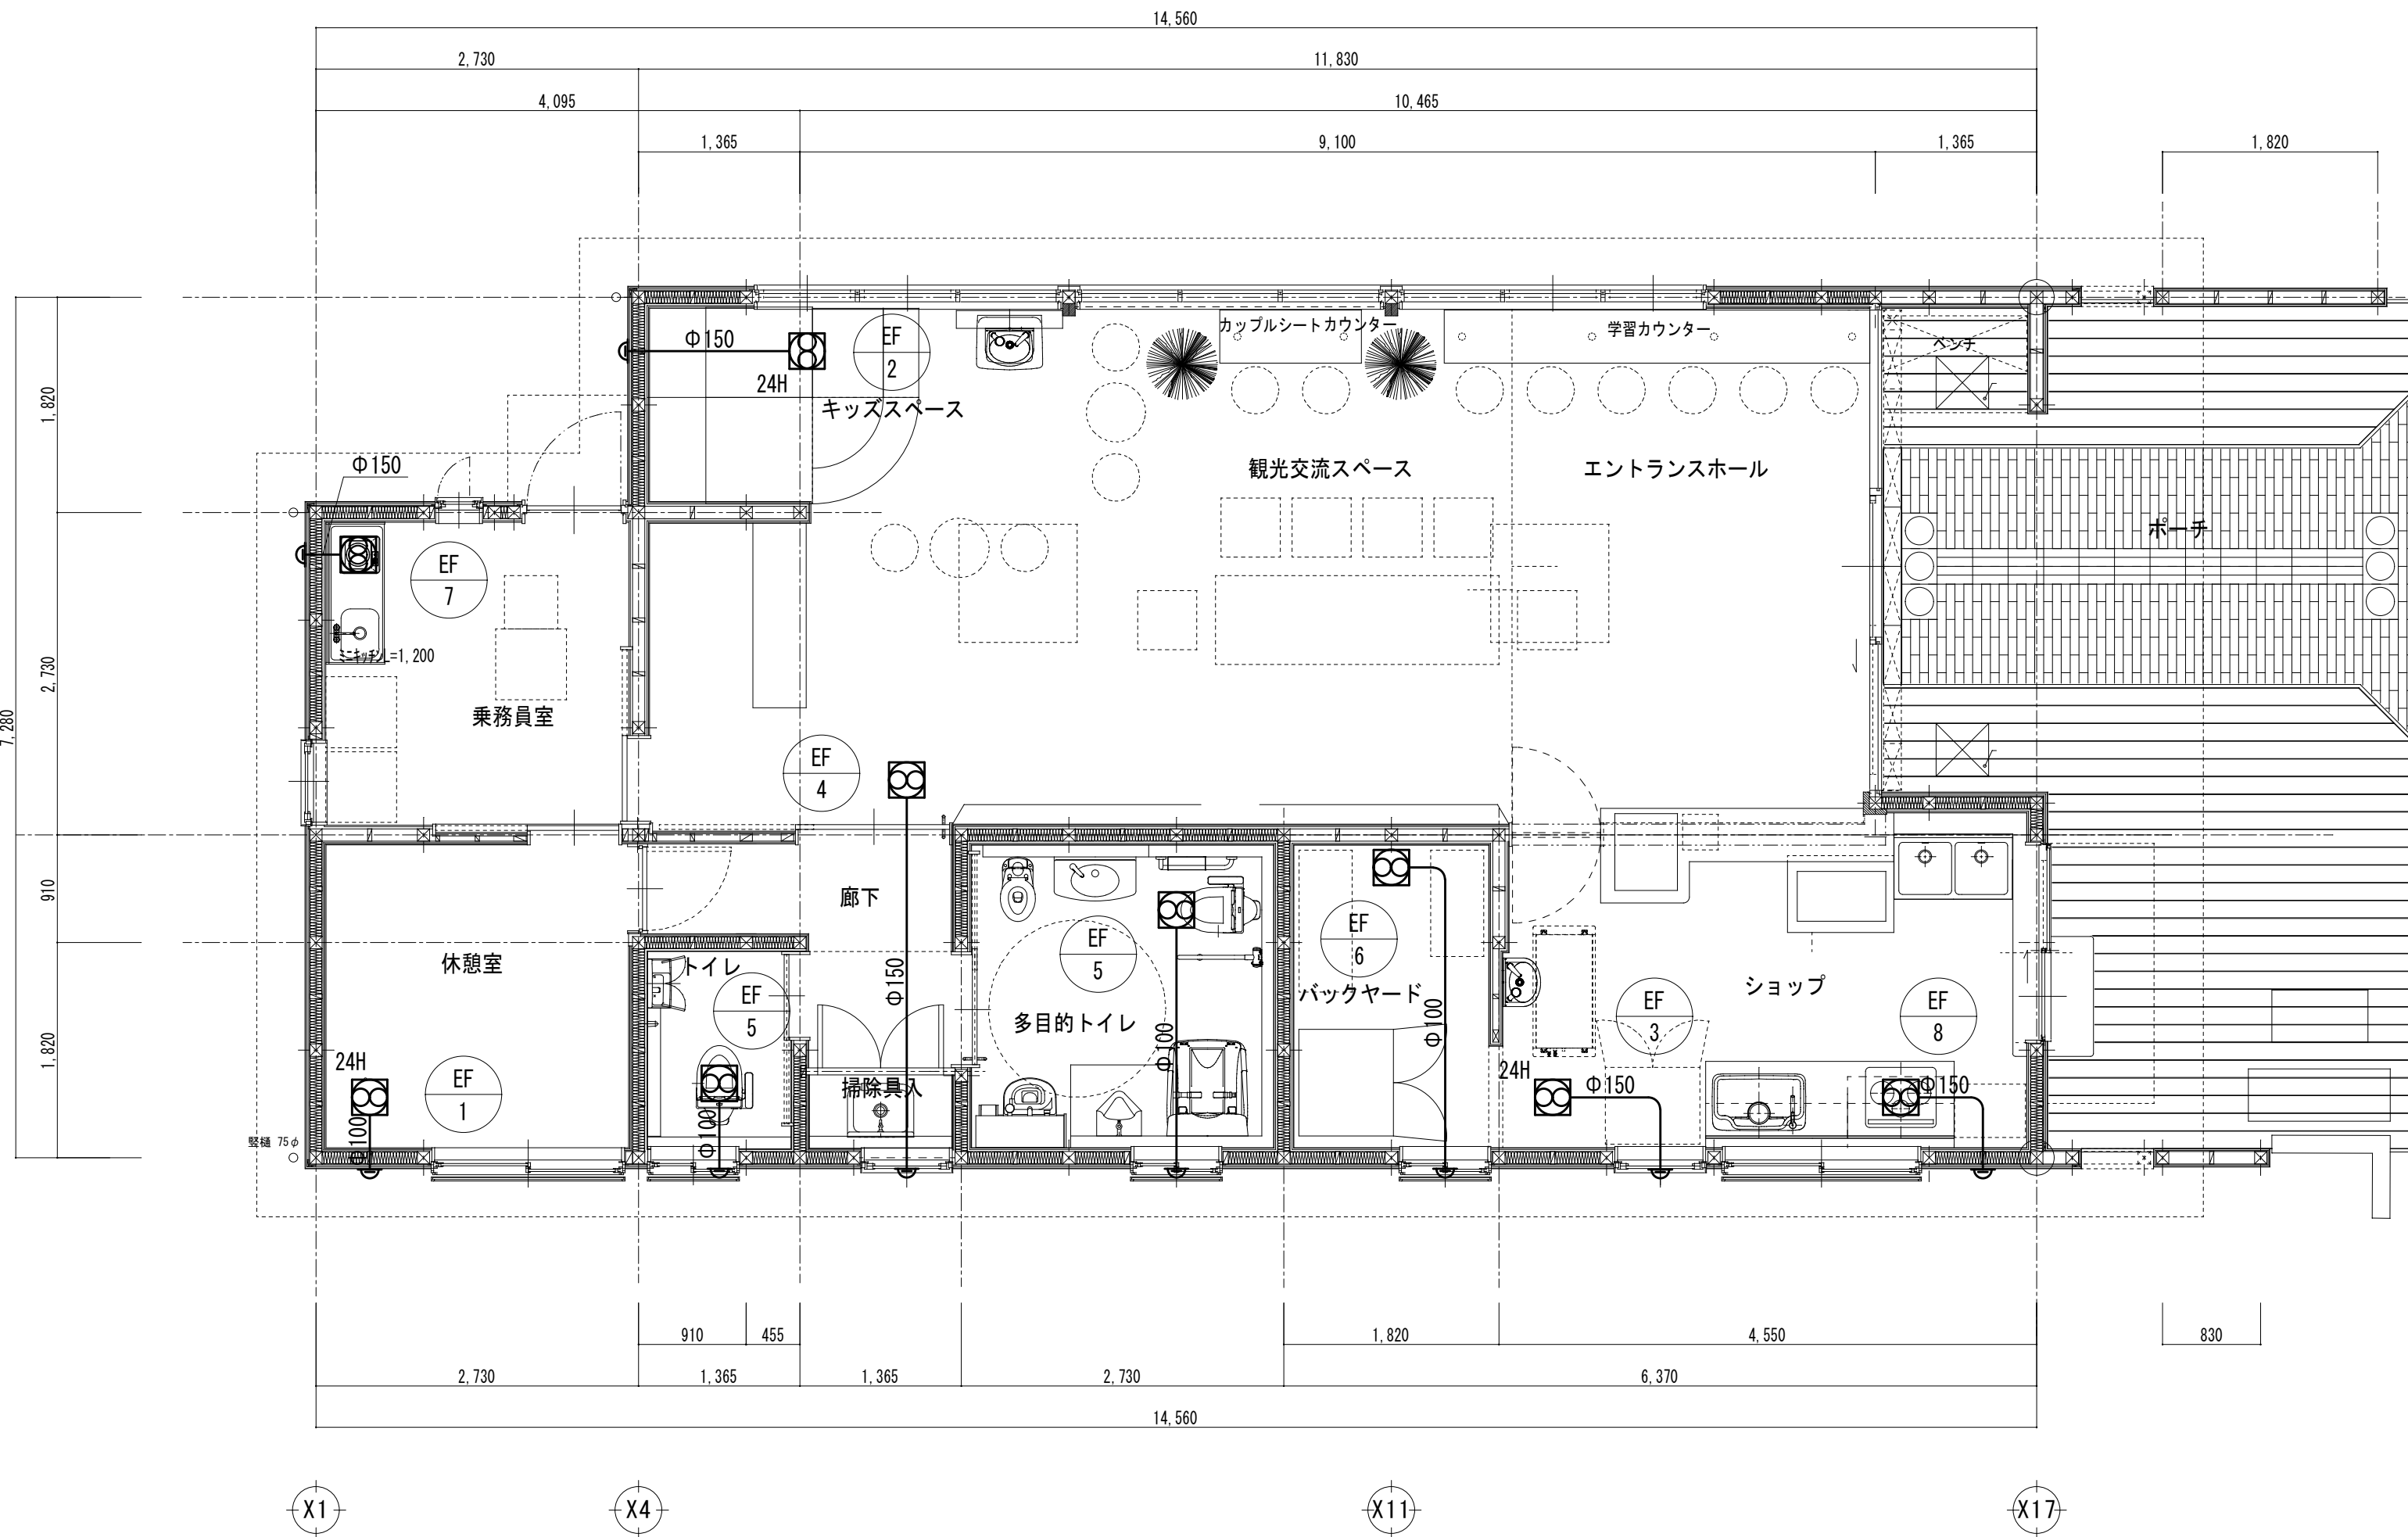 14,560
2,730
11,830
4,095
10,465
1,365
9,100
1,365
1,820
カップルシートカウンター
学習カウンター
ベンチ
Φ150
EF
2
24H
キッズスペース
1,820
Φ150
観光交流スペース
エントランスホール
ポーチ
EF
7
ミニキッチンL=1,200
2,730
7,280
乗務員室
EF
4
910
廊下
休憩室
トイレ
EF
5
Φ150
EF
5
多目的トイレ
Φ100
EF
6
バックヤード
Φ100
ショップ
EF
3
EF
8
1,820
24H
EF
1
Φ100
竪樋 75φ
Φ100
掃除具入
24H
Φ150
Φ150
910
455
1,820
4,550
830
2,730
1,365
1,365
2,730
6,370
14,560
X1
X4
X11
X17